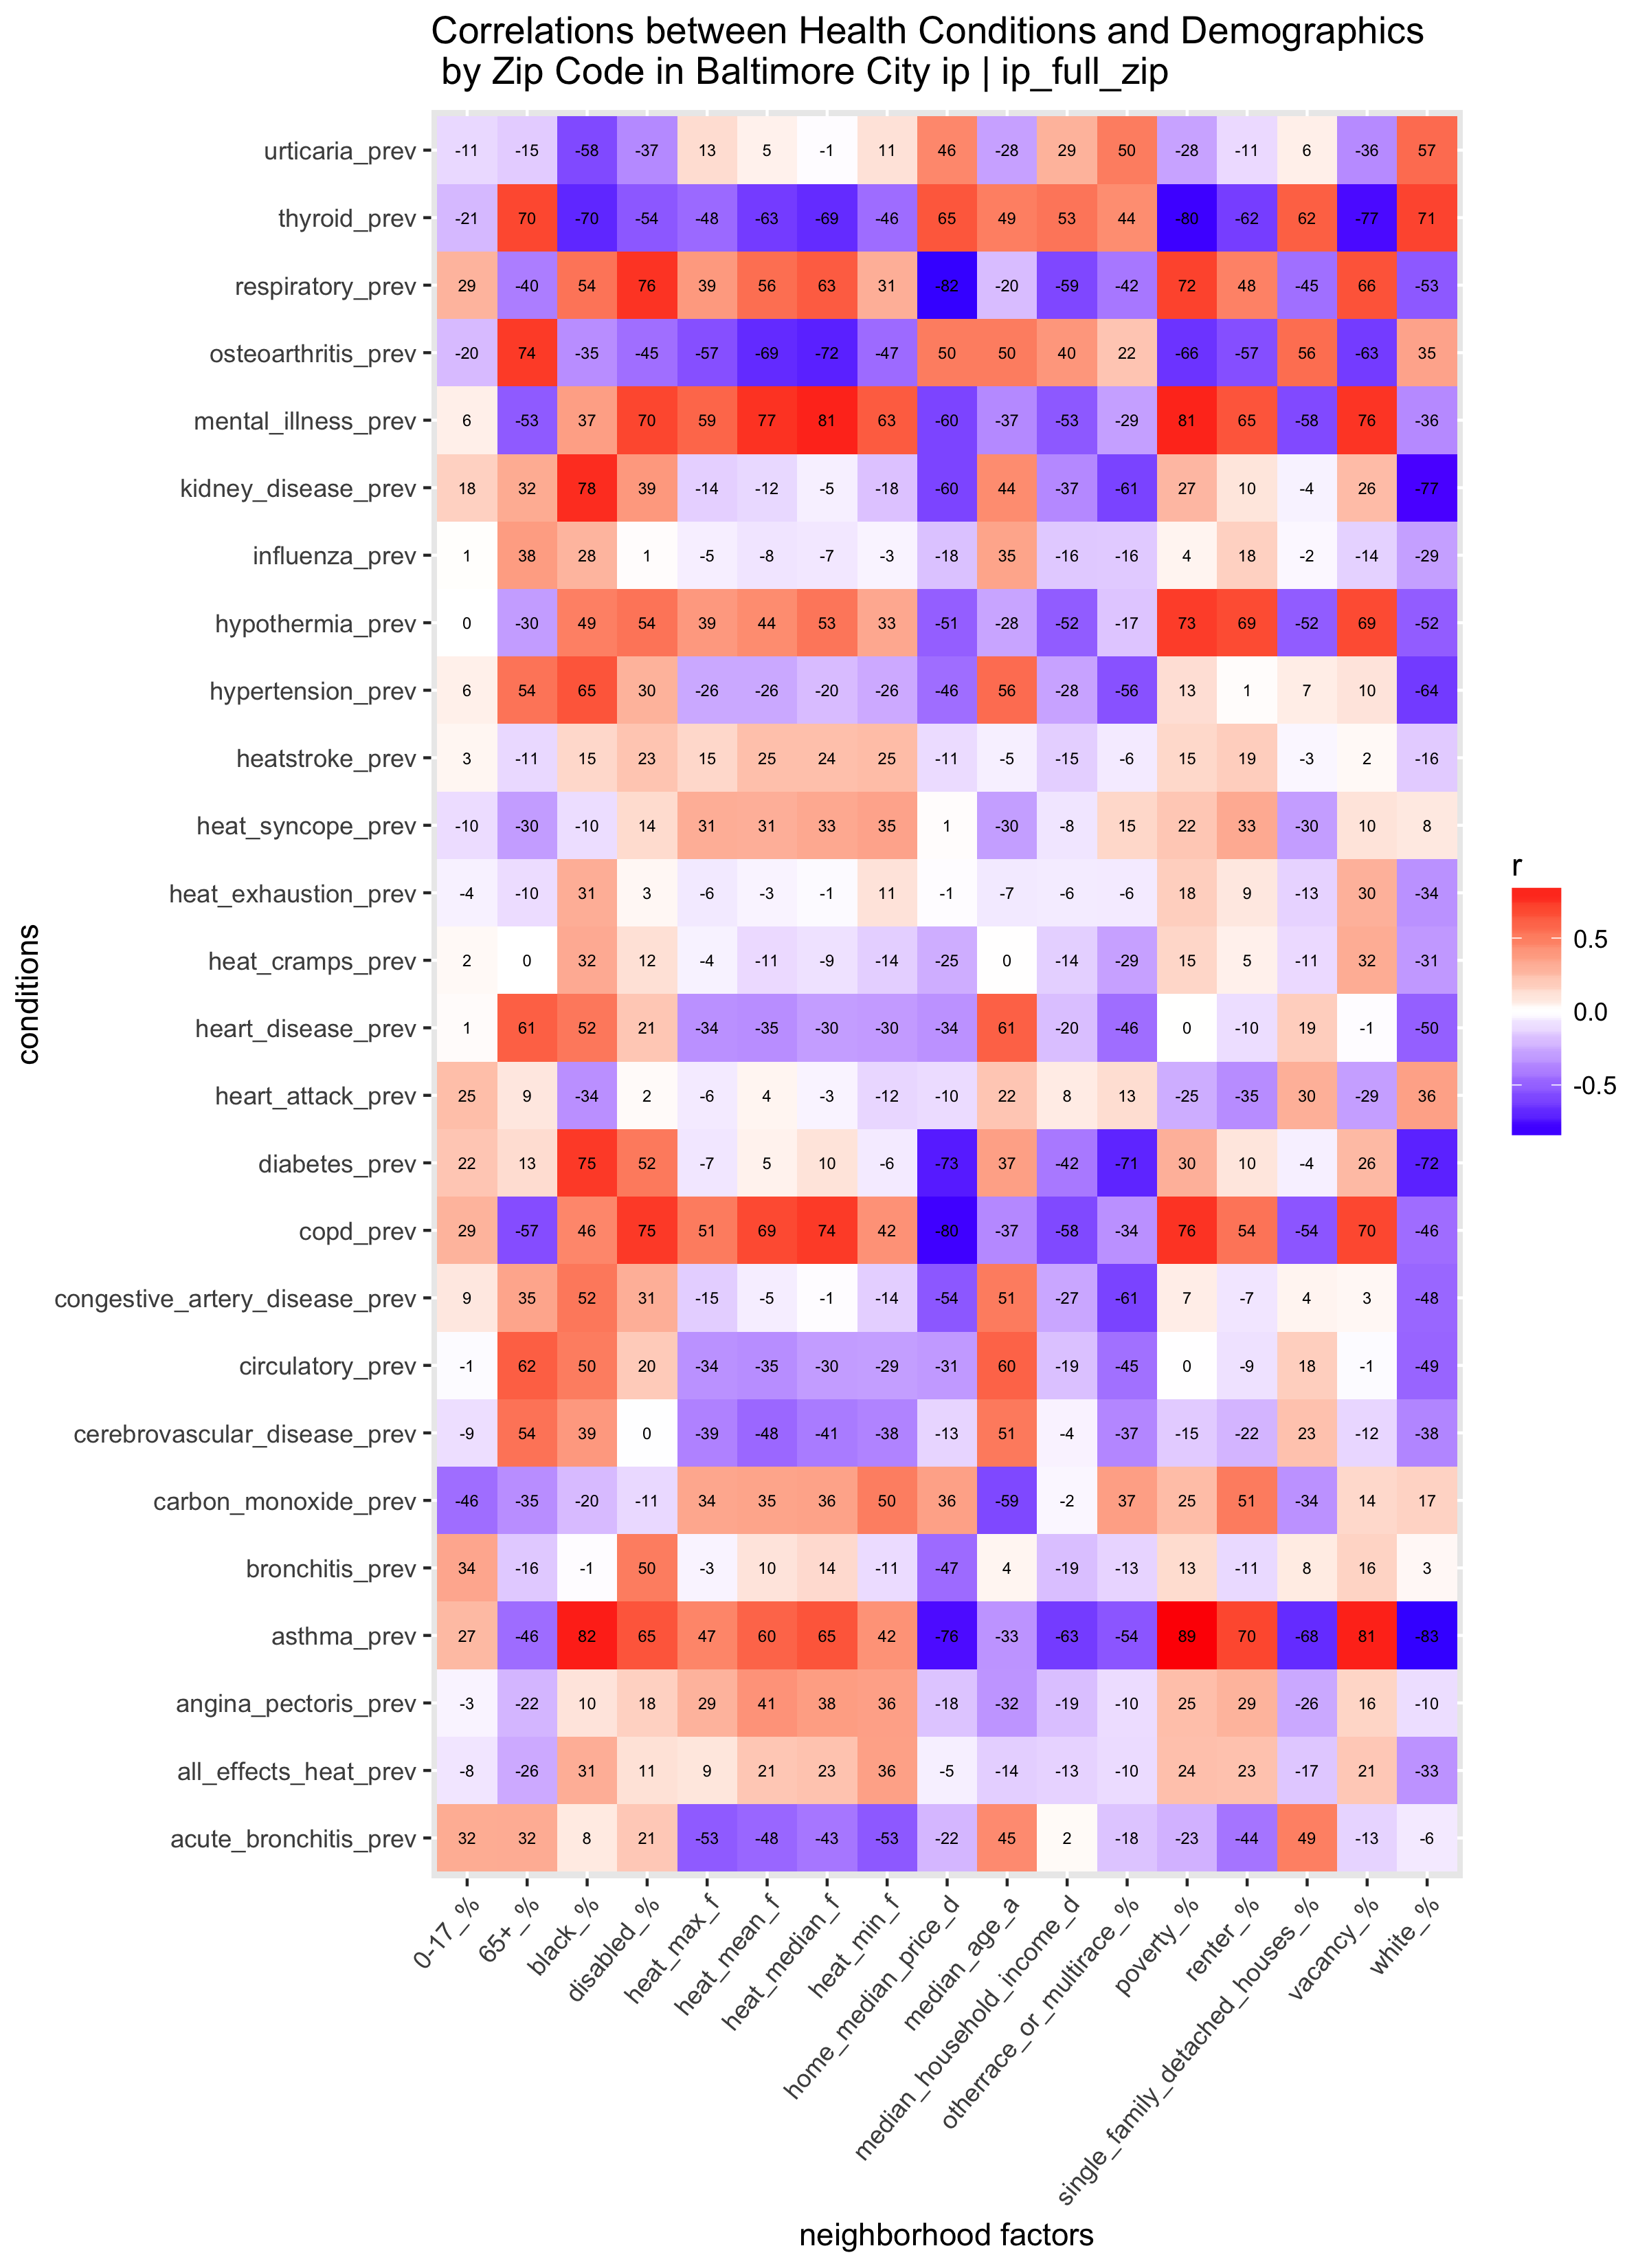 Correlations between Health Conditions and Demographics
by Zip Code in Baltimore City ip | ip_full_zip
conditions
urticaria_prev -11 -15 -58 -37 13 5 -1 11 46 -28 29 50 -28 -11 6 -36 57
thyroid_prev -21 70 -70 -54 -48 -63 -69 -46 65 49 53 44 -80 -62 62 -77 71
respiratory_prev 29 -40 54 76 39 56 63 31 -82 -20 -59 -42 72 48 -45 66 -53
osteoarthritis_prev -20 74 -35 -45 -57 -69 -72 -47 50 50 40 22 -66 -57 56 -63 35
mental_illness_prev 6 -53 37 70 59 77 81 63 -60 -37 -53 -29 81 65 -58 76 -36
kidney_disease_prev 18 32 78 39 -14 -12 -5 -18 -60 44 -37 -61 27 10 -4 26 -77
influenza_prev 1 38 28 1 -5 -8 -7 -3 -18 35 -16 -16 4 18 -2 -14 -29
hypothermia_prev 0 -30 49 54 39 44 53 33 -51 -28 -52 -17 73 69 -52 69 -52
hypertension_prev 6 54 65 30 -26 -26 -20 -26 -46 56 -28 -56 13 1 7 10 -64
heatstroke_prev 3 -11 15 23 15 25 24 25 -11 -5 -15 -6 15 19 -3 2 -16
heat_syncope_prev -10 -30 -10 14 31 31 33 35 1 -30 -8 15 22 33 -30 10 8
heat_exhaustion_prev -4 -10 31 3 -6 -3 -1 11 -1 -7 -6 -6 18 9 -13 30 -34
heat_cramps_prev 2 0 32 12 -4 -11 -9 -14 -25 0 -14 -29 15 5 -11 32 -31
heart_disease_prev 1 61 52 21 -34 -35 -30 -30 -34 61 -20 -46 0 -10 19 -1 -50
heart_attack_prev 25 9 -34 2 -6 4 -3 -12 -10 22 8 13 -25 -35 30 -29 36
diabetes_prev 22 13 75 52 -7 5 10 -6 -73 37 -42 -71 30 10 -4 26 -72
copd_prev 29 -57 46 75 51 69 74 42 -80 -37 -58 -34 76 54 -54 70 -46
congestive_artery_disease_prev 9 35 52 31 -15 -5 -1 -14 -54 51 -27 -61 7 -7 4 3 -48
circulatory_prev -1 62 50 20 -34 -35 -30 -29 -31 60 -19 -45 0 -9 18 -1 -49
cerebrovascular_disease_prev -9 54 39 0 -39 -48 -41 -38 -13 51 -4 -37 -15 -22 23 -12 -38
carbon_monoxide_prev -46 -35 -20 -11 34 35 36 50 36 -59 -2 37 25 51 -34 14 17
bronchitis_prev 34 -16 -1 50 -3 10 14 -11 -47 4 -19 -13 13 -11 8 16 3
asthma_prev 27 -46 82 65 47 60 65 42 -76 -33 -63 -54 89 70 -68 81 -83
angina_pectoris_prev -3 -22 10 18 29 41 38 36 -18 -32 -19 -10 25 29 -26 16 -10
all_effects_heat_prev -8 -26 31 11 9 21 23 36 -5 -14 -13 -10 24 23 -17 21 -33
acute_bronchitis_prev 32 32 8 21 -53 -48 -43 -53 -22 45 2 -18 -23 -44 49 -13 -6
0-17_%
65+_%
black_%
disabled_%
heat_max_f
heat_mean_f
heat_median_f
heat_min_f
home_median_price_d
median_age_a
median_household_income_d
otherrace_or_multirace_%
poverty_%
renter_%
single_family_detached_houses_%
vacancy_%
white_%
neighborhood factors
r
0.5
0.0
-0.5